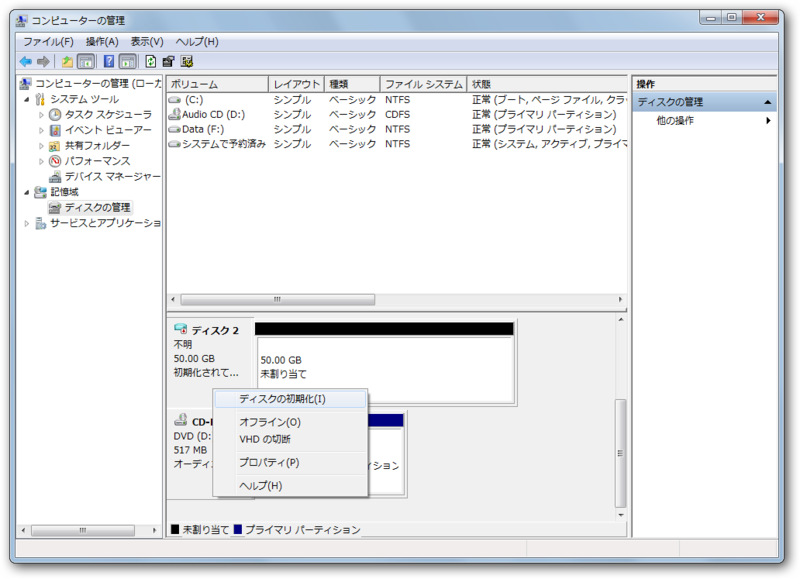 コンピューターの管理
ファイル(F) 操作(A) 表示(V) ヘルプ(H)
コンピューターの管理 (ローカ
システム ツール
タスク スケジューラ
イベント ビューアー
共有フォルダー
パフォーマンス
デバイス マネージャー
記憶域
ディスクの管理
サービスとアプリケーショ
ボリューム レイアウト 種類 ファイル システム 状態
(C:) シンプル ベーシック NTFS 正常 (ブート, ページ ファイル, クラ
Audio CD (D:) シンプル ベーシック CDFS 正常 (プライマリ パーティション)
Data (F:) シンプル ベーシック NTFS 正常 (プライマリ パーティション)
システムで予約済み シンプル ベーシック NTFS 正常 (システム, アクティブ, プライマ
ディスク 2
不明
50.00 GB
初期化されて...
50.00 GB
未割り当て
CD-
DVD (D:
517 MB
オーディ
ィション
ディスクの初期化(I)
オフライン(O)
VHD の切断
プロパティ(P)
ヘルプ(H)
未割り当て プライマリ パーティション
操作
ディスクの管理
他の操作